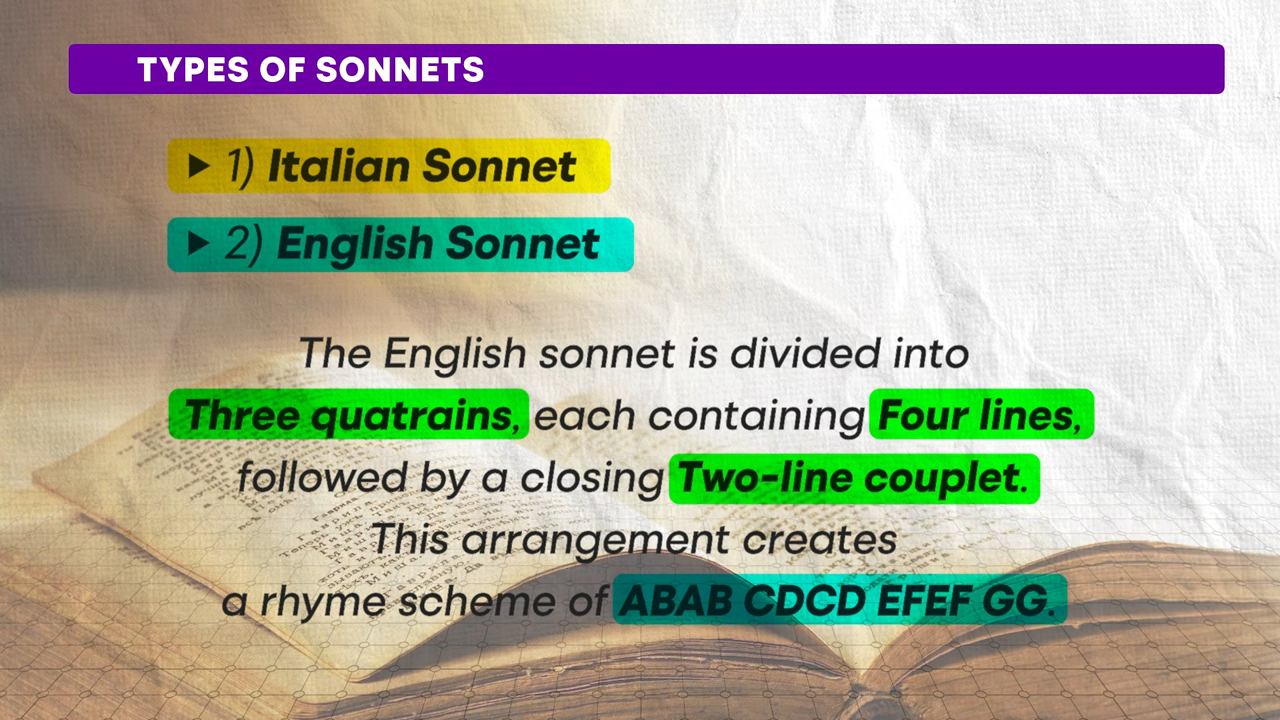 TYPES OF SONNETS
▶ 1) Italian Sonnet
▶ 2) English Sonnet
The English sonnet is divided into
Three quatrains, each containing Four lines,
followed by a closing Two-line couplet.
This arrangement creates
a rhyme scheme of ABAB CDCD EFEF GG.